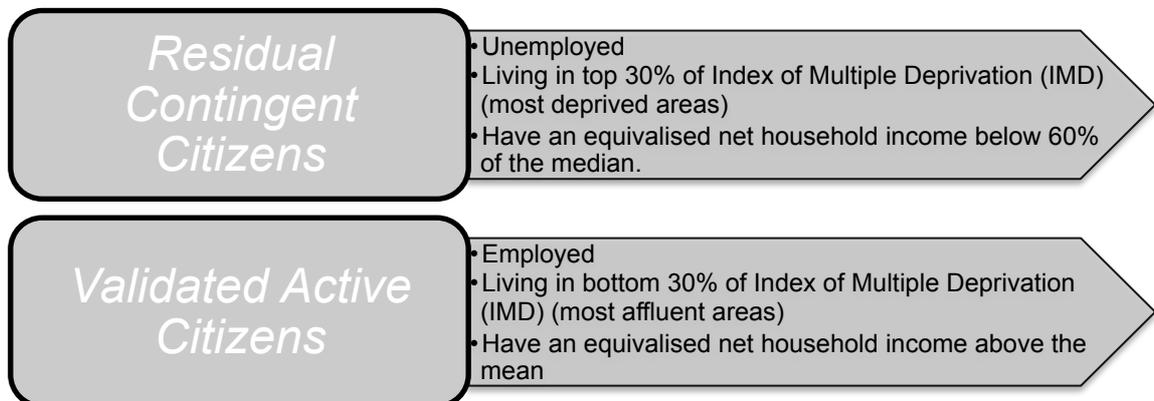 Residual
Contingent
Citizens
•Unemployed
•Living in top 30% of Index of Multiple Deprivation (IMD)
(most deprived areas)
•Have an equivalised net household income below 60%
of the median.
Validated Active
Citizens
•Employed
•Living in bottom 30% of Index of Multiple Deprivation
(IMD) (most affluent areas)
•Have an equivalised net household income above the
mean